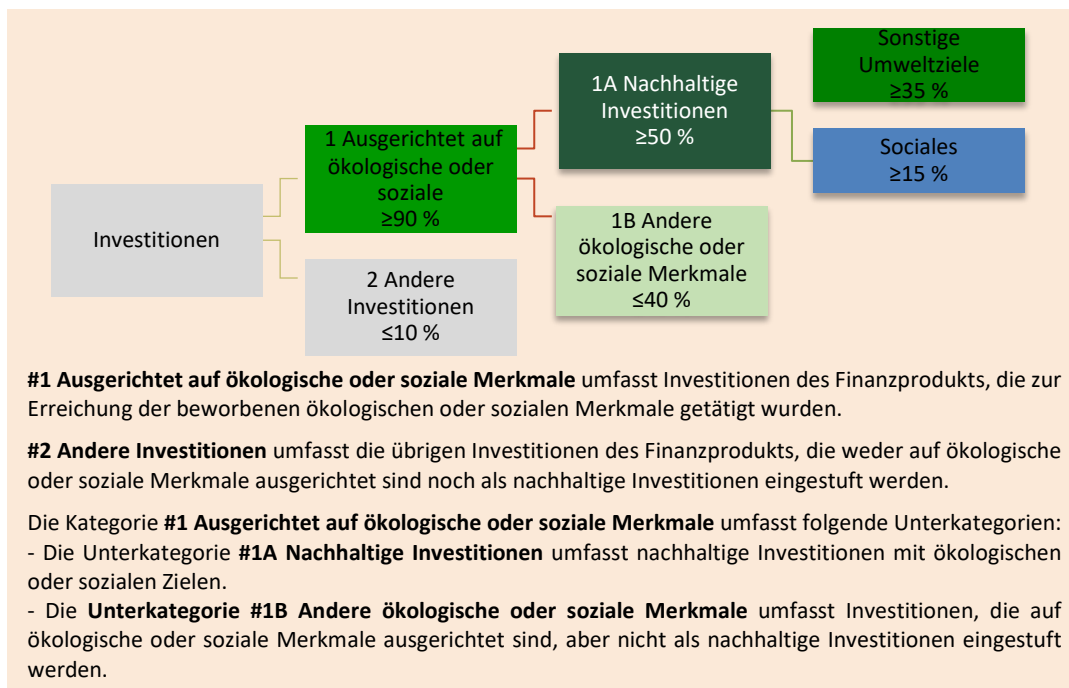 Investitionen
1 Ausgerichtet auf
ökologische oder
soziale
≥90 %
2 Andere
Investitionen
≤10 %
1A Nachhaltige
Investitionen
≥50 %
1B Andere
ökologische oder
soziale Merkmale
≤40 %
Sonstige
Umweltziele
≥35 %
Sociales
≥15 %
#1 Ausgerichtet auf ökologische oder soziale Merkmale umfasst Investitionen des Finanzprodukts, die zur
Erreichung der beworbenen ökologischen oder sozialen Merkmale getätigt wurden.
#2 Andere Investitionen umfasst die übrigen Investitionen des Finanzprodukts, die weder auf ökologische
oder soziale Merkmale ausgerichtet sind noch als nachhaltige Investitionen eingestuft werden.
Die Kategorie #1 Ausgerichtet auf ökologische oder soziale Merkmale umfasst folgende Unterkategorien:
- Die Unterkategorie #1A Nachhaltige Investitionen umfasst nachhaltige Investitionen mit ökologischen
oder sozialen Zielen.
- Die Unterkategorie #1B Andere ökologische oder soziale Merkmale umfasst Investitionen, die auf
ökologische oder soziale Merkmale ausgerichtet sind, aber nicht als nachhaltige Investitionen eingestuft
werden.